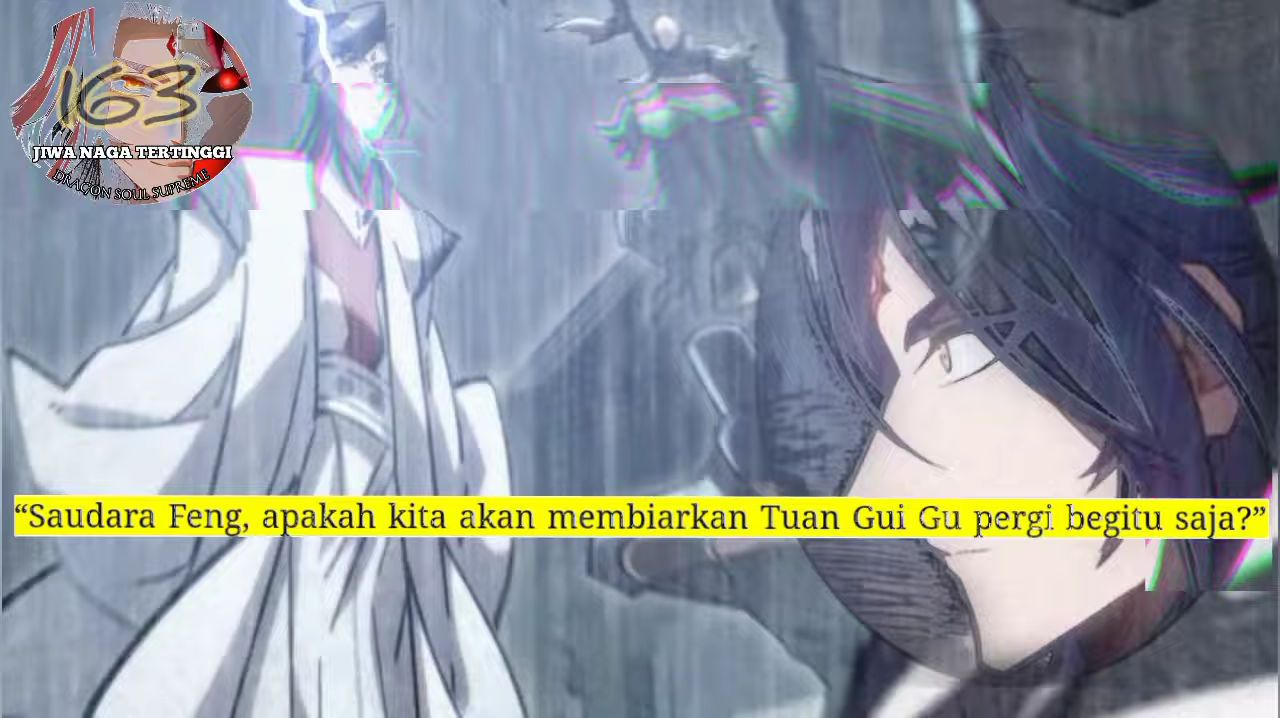 163
JIWA NAGA TERTINGGI
DRAGON SOUL SUPREME
“Saudara Feng, apakah kita akan membiarkan Tuan Gui Gu pergi begitu saja?”